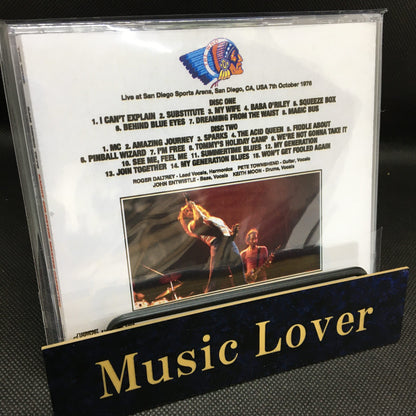 Live at San Diego Sports Arena, San Diego, CA, USA 7th October 1976
DISC ONE
1. I CAN'T EXPLAIN 2. SUBSTITUTE 3. MY WIFE 4. BABA O'RILEY 5. SQUEEZE BOX
6. BEHIND BLUE EYES 7. DREAMING FROM THE WAIST 8. MAGIC BUS
DISC TWO
1. MC 2. AMAZING JOURNEY 3. SPARKS 4. THE ACID QUEEN 5. FIDDLE ABOUT
6. PINBALL WIZARD 7. I'M FREE 8. TOMMY'S HOLIDAY CAMP 9. WE'RE NOT GONNA TAKE IT
10. SEE ME, FEEL ME 11. SUMMERTIME BLUES 12. MY GENERATION
13. JOIN TOGETHER 14. MY GENERATION BLUES 15. WON'T GET FOOLED AGAIN
ROGER DALTREY - Lead Vocals, Harmonica PETE TOWNSHEND - Guitar, Vocals
JOHN ENTWISTLE - Bass, Vocals KEITH MOON - Drums, Vocals
Music Lover